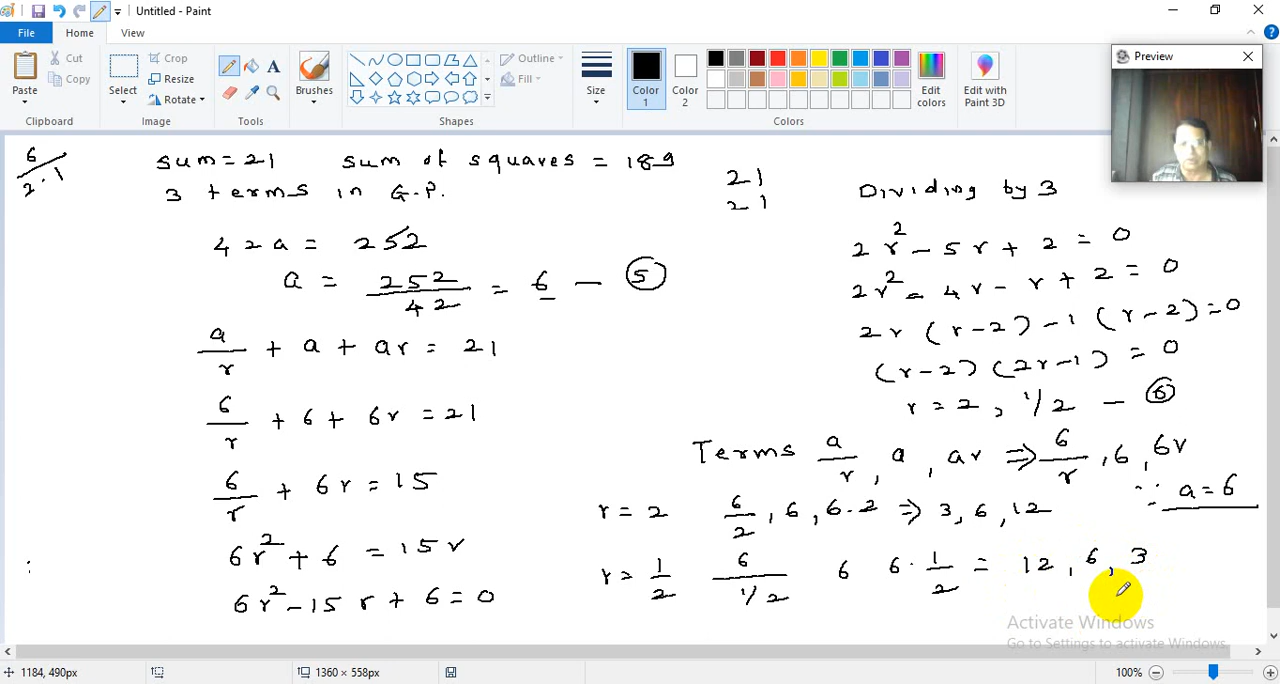 Untitled - Paint
File Home View
Paste Cut Copy
Clipboard
Select Crop Resize Rotate
Image
Tools
Brushes
Outline Fill
Shapes
Size
Color 1 Color 2
Edit colors
Colors
Edit with Paint 3D
Preview
6/2.1
sum = 21 sum of squares = 189
3 terms in G.P.
42a = 252
a = 252/42 = 6 — ⑤
a/r + a + ar = 21
6/r + 6 + 6r = 21
6/r + 6r = 15
6r² + 6 = 15r
6r² - 15r + 6 = 0
21
21
Dividing by 3
2r² - 5r + 2 = 0
2r² = 4r - r + 2 = 0
2r (r-2) -1 (r-2) = 0
(r-2) (2r-1) = 0
r = 2, 1/2 — ⑥
Terms a/r, a, ar ⇒ 6/r, 6, 6r
∵ a = 6
r = 2 6/2, 6, 6.2 ⇒ 3, 6, 12
r = 1/2 6/1/2 6 6.1/2 = 12, 6, 3
Activate Windows
Go to Settings to activate Windows.
1184, 490px
1360 × 558px
100%